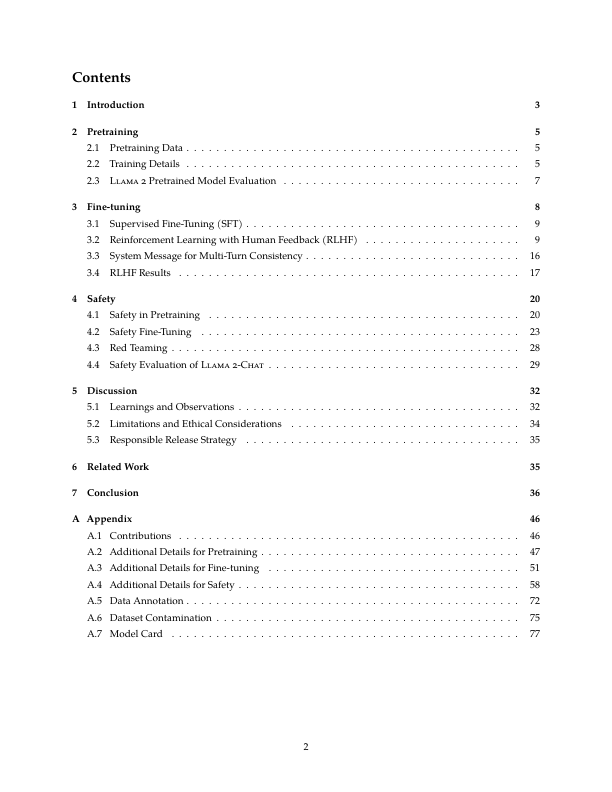 Contents
1 Introduction 3
2 Pretraining 5
2.1 Pretraining Data . . . . . . . . . . . . . . . . . . . . . . . . . . . . . . . . . . . . . . . . . . . . . 5
2.2 Training Details . . . . . . . . . . . . . . . . . . . . . . . . . . . . . . . . . . . . . . . . . . . . . 5
2.3 Llama 2 Pretrained Model Evaluation . . . . . . . . . . . . . . . . . . . . . . . . . . . . . . . . 7
3 Fine-tuning 8
3.1 Supervised Fine-Tuning (SFT) . . . . . . . . . . . . . . . . . . . . . . . . . . . . . . . . . . . . . 9
3.2 Reinforcement Learning with Human Feedback (RLHF) . . . . . . . . . . . . . . . . . . . . . 9
3.3 System Message for Multi-Turn Consistency . . . . . . . . . . . . . . . . . . . . . . . . . . . . . 16
3.4 RLHF Results . . . . . . . . . . . . . . . . . . . . . . . . . . . . . . . . . . . . . . . . . . . . . . 17
4 Safety 20
4.1 Safety in Pretraining . . . . . . . . . . . . . . . . . . . . . . . . . . . . . . . . . . . . . . . . . . 20
4.2 Safety Fine-Tuning . . . . . . . . . . . . . . . . . . . . . . . . . . . . . . . . . . . . . . . . . . . 23
4.3 Red Teaming . . . . . . . . . . . . . . . . . . . . . . . . . . . . . . . . . . . . . . . . . . . . . . . 28
4.4 Safety Evaluation of Llama 2-Chat . . . . . . . . . . . . . . . . . . . . . . . . . . . . . . . . . . 29
5 Discussion 32
5.1 Learnings and Observations . . . . . . . . . . . . . . . . . . . . . . . . . . . . . . . . . . . . . . 32
5.2 Limitations and Ethical Considerations . . . . . . . . . . . . . . . . . . . . . . . . . . . . . . . 34
5.3 Responsible Release Strategy . . . . . . . . . . . . . . . . . . . . . . . . . . . . . . . . . . . . . 35
6 Related Work 35
7 Conclusion 36
A Appendix 46
A.1 Contributions . . . . . . . . . . . . . . . . . . . . . . . . . . . . . . . . . . . . . . . . . . . . . . 46
A.2 Additional Details for Pretraining . . . . . . . . . . . . . . . . . . . . . . . . . . . . . . . . . . . 47
A.3 Additional Details for Fine-tuning . . . . . . . . . . . . . . . . . . . . . . . . . . . . . . . . . . 51
A.4 Additional Details for Safety . . . . . . . . . . . . . . . . . . . . . . . . . . . . . . . . . . . . . . 58
A.5 Data Annotation . . . . . . . . . . . . . . . . . . . . . . . . . . . . . . . . . . . . . . . . . . . . . 72
A.6 Dataset Contamination . . . . . . . . . . . . . . . . . . . . . . . . . . . . . . . . . . . . . . . . . 75
A.7 Model Card . . . . . . . . . . . . . . . . . . . . . . . . . . . . . . . . . . . . . . . . . . . . . . . 77
2